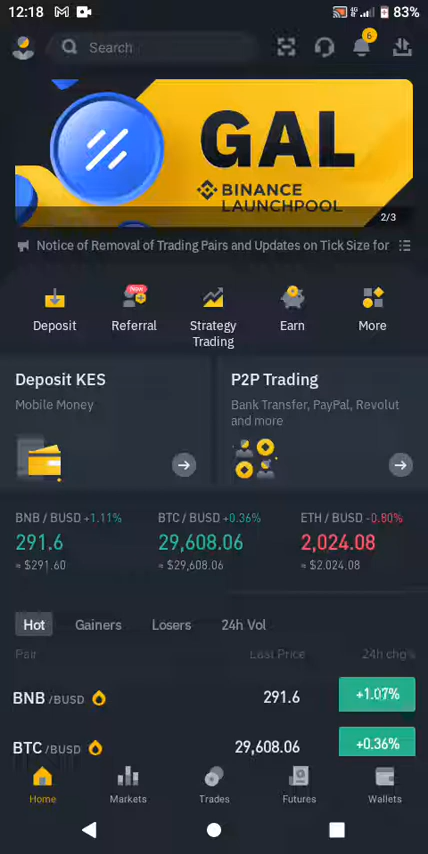 12:18 83%
Search
6
GAL
BINANCE
LAUNCHPOOL
2/3
Notice of Removal of Trading Pairs and Updates on Tick Size for
New
Deposit Referral Strategy Trading Earn More
Deposit KES
Mobile Money
P2P Trading
Bank Transfer, PayPal, Revolut
and more
BNB / BUSD +1.11% BTC / BUSD +0.36% ETH / BUSD -0.80%
291.6 29,608.06 2,024.08
≈ $291.60 ≈ $29,608.06 ≈ $2,024.08
Hot Gainers Losers 24h Vol
Pair Last Price 24h chg%
BNB /BUSD 291.6 +1.07%
BTC /BUSD 29,608.06 +0.36%
Home Markets Trades Futures Wallets